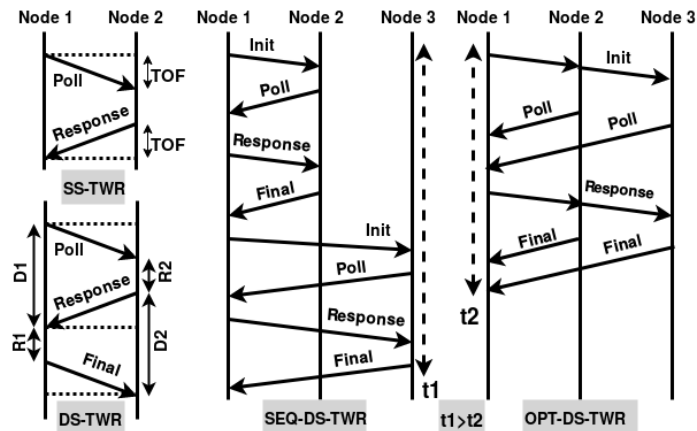 Node 1 Node 2 Node 1 Node 2 Node 3 Node 1 Node 2 Node 3
Poll
TOF
Response
TOF
SS-TWR
D1
Poll
R2
Response
D2
R1
Final
DS-TWR
Init
Poll
Response
Final
Init
Poll
Response
Final
t1
SEQ-DS-TWR
t1>t2
Init
Poll
Poll
Response
Final
Final
t2
OPT-DS-TWR